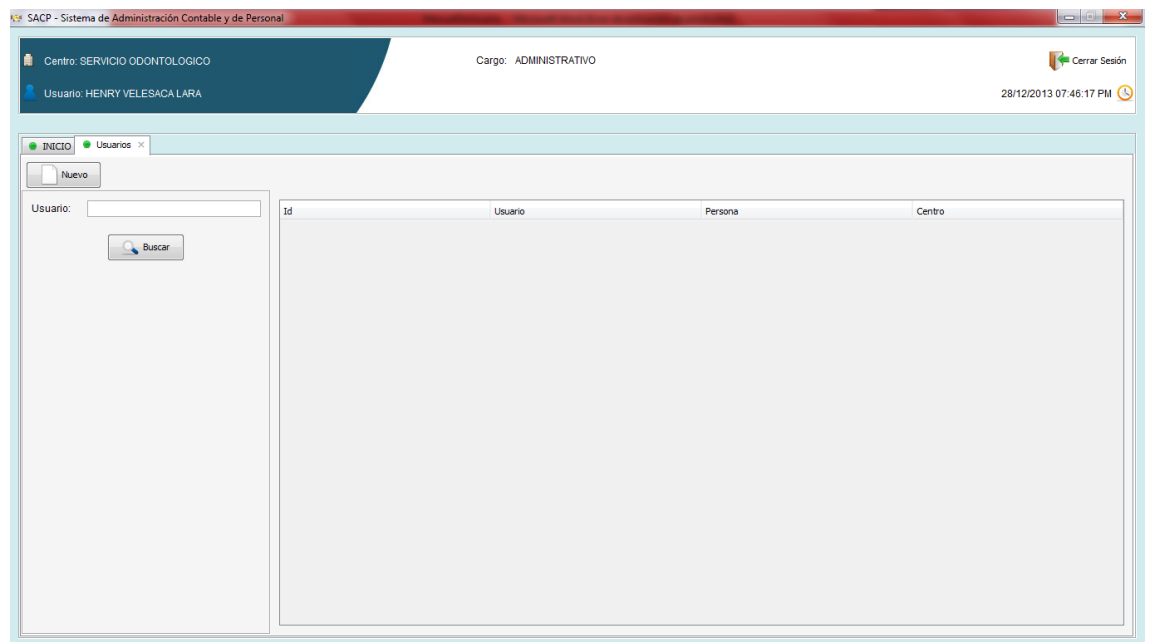 SACP - Sistema de Administración Contable y de Personal
Centro: SERVICIO ODONTOLOGICO
Cargo: ADMINISTRATIVO
Cerrar Sesión
Usuario: HENRY VELESACA LARA
28/12/2013 07:46:17 PM
INICIO
Usuarios
Nuevo
Usuario:
Buscar
Id Usuario Persona Centro